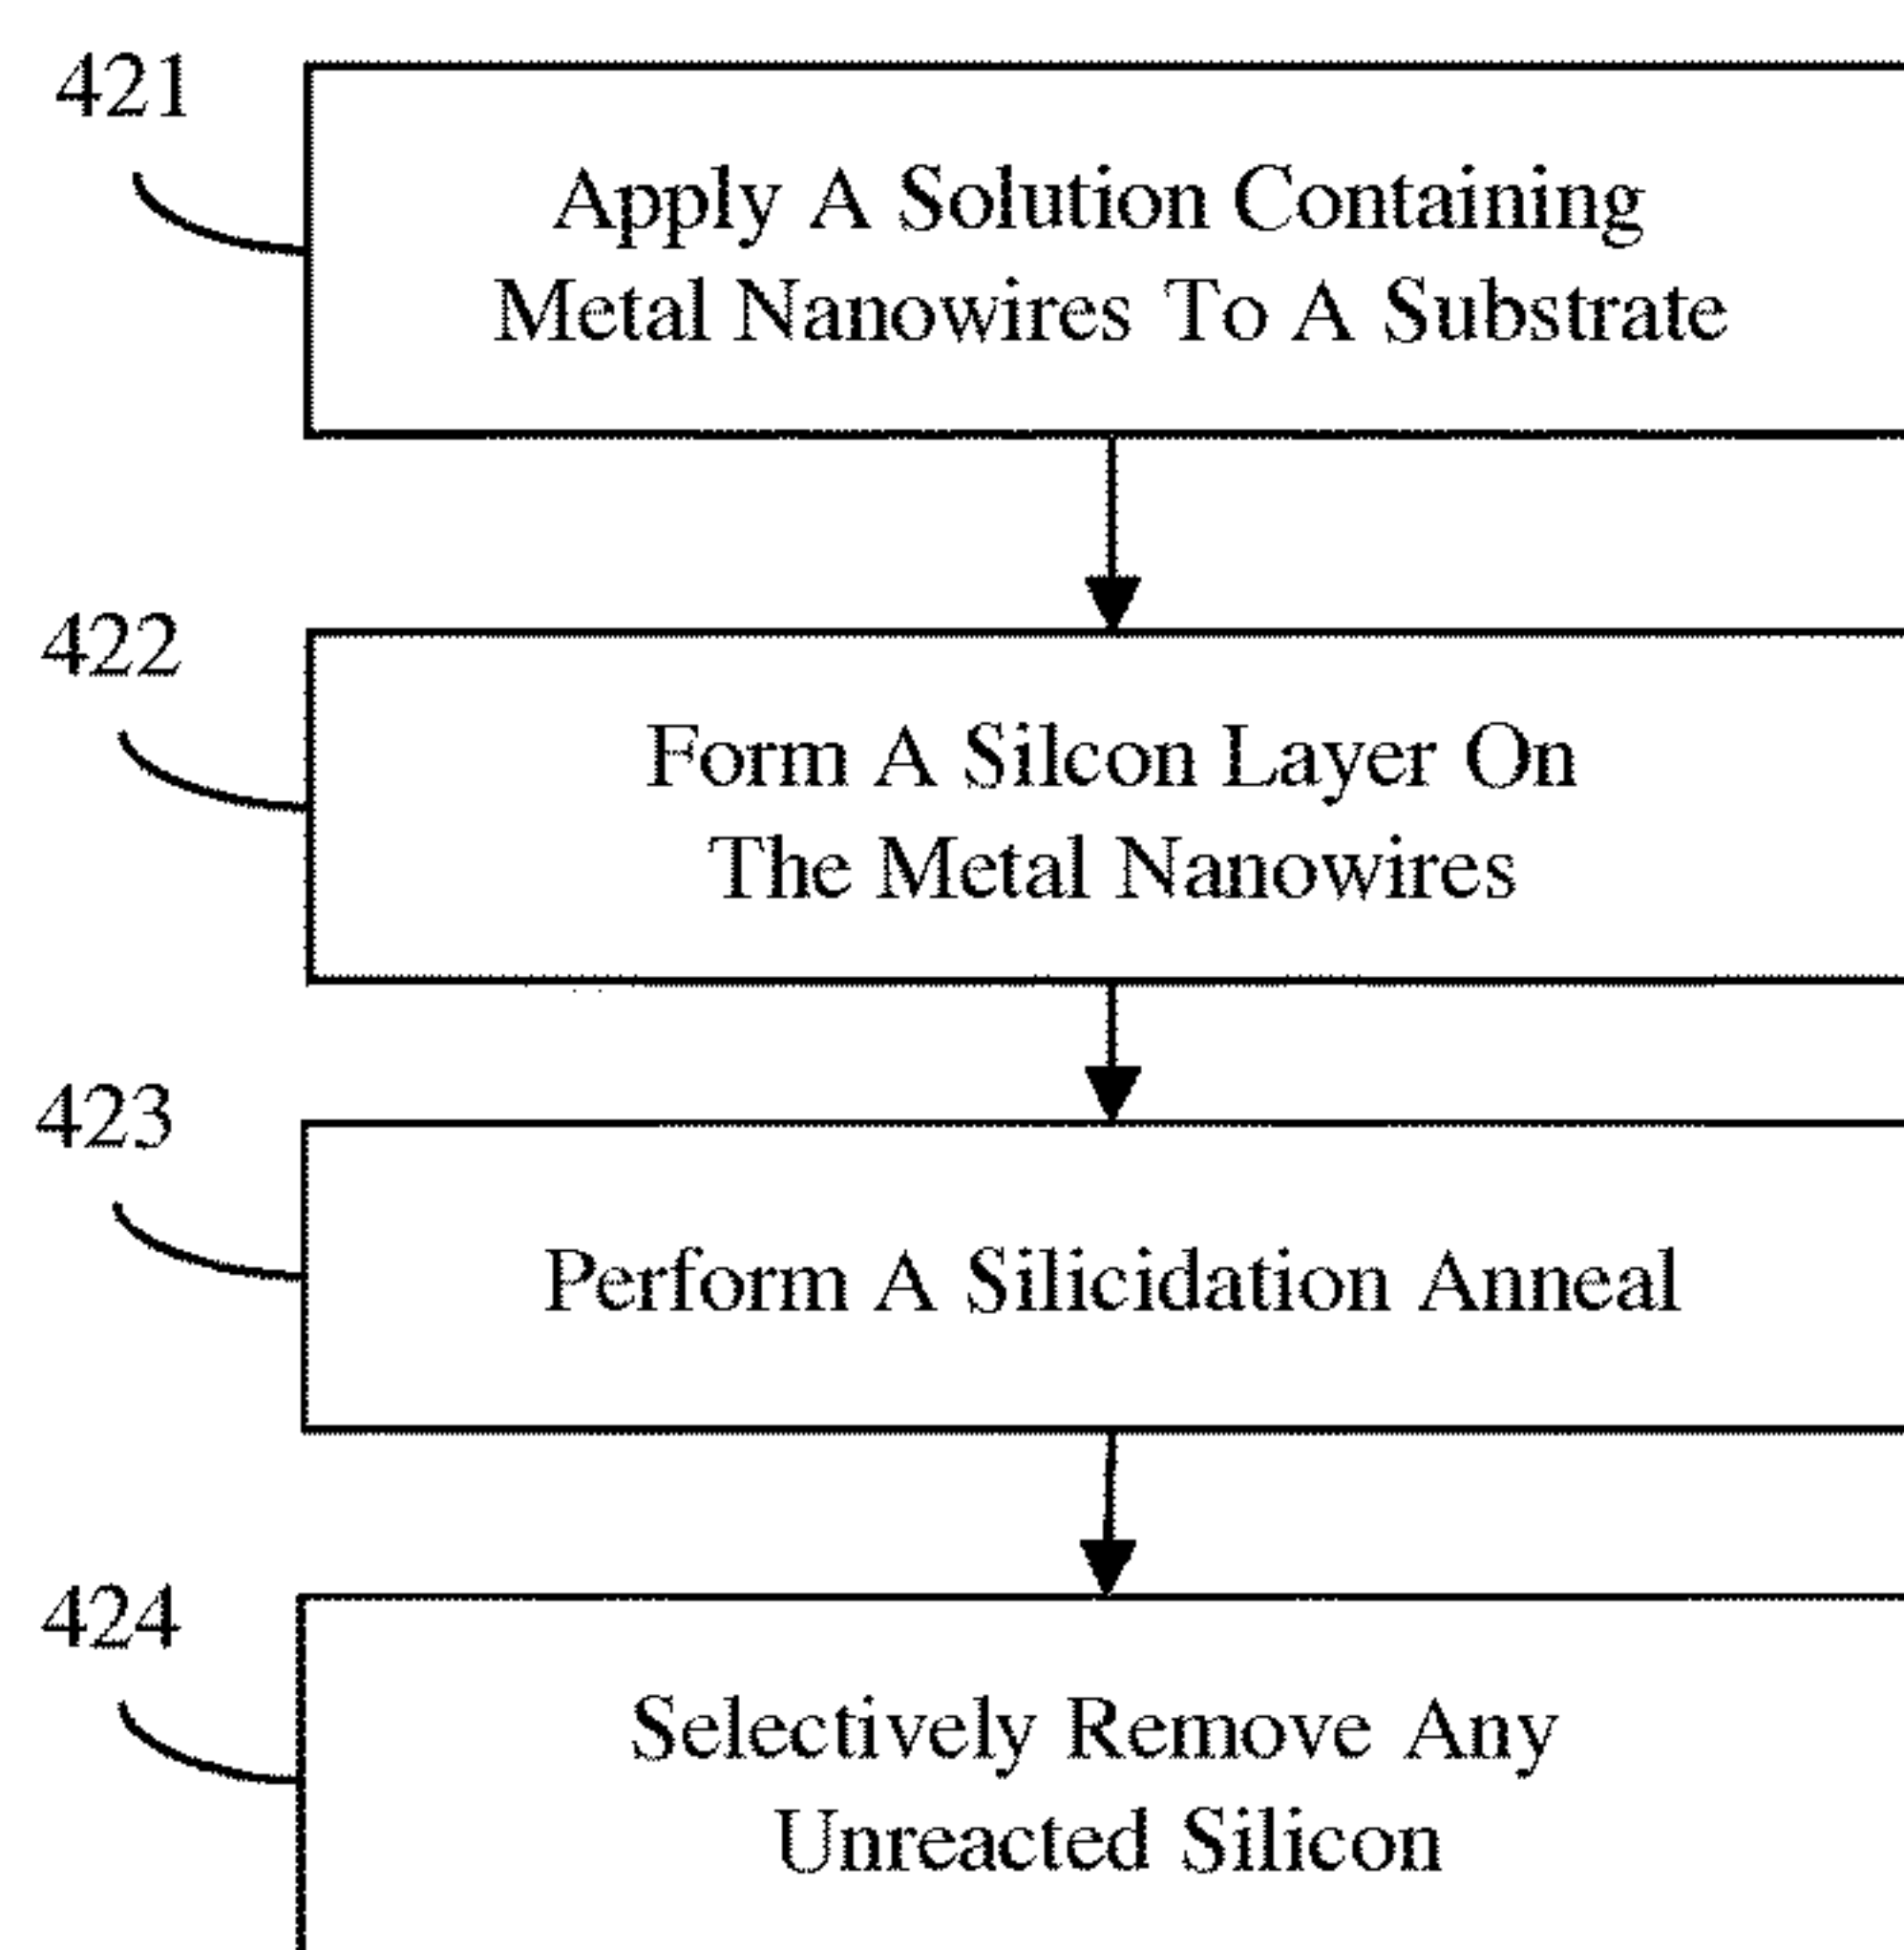 421
Apply A Solution Containing
Metal Nanowires To A Substrate
422
Form A Silcon Layer On
The Metal Nanowires
423
Perform A Silicidation Anneal
424
Selectively Remove Any
Unreacted Silicon